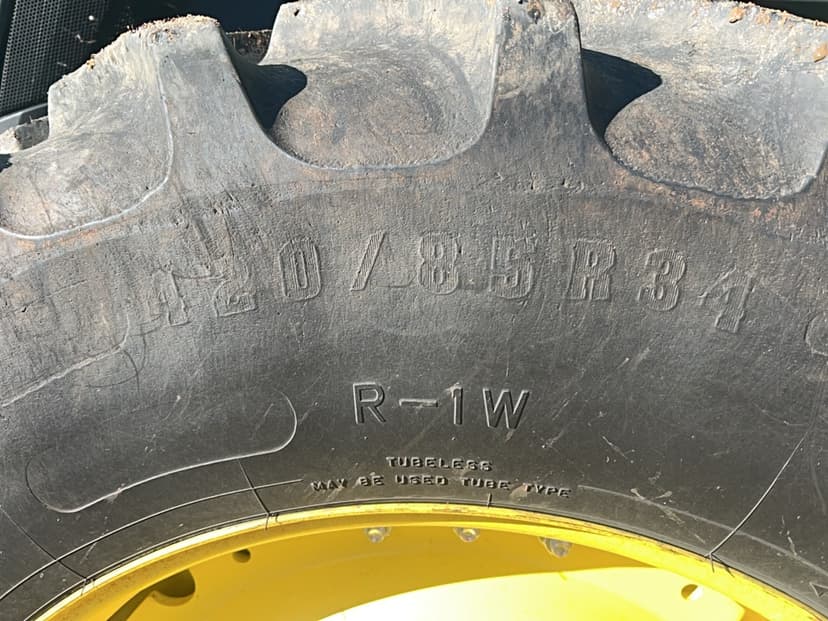 420/85R34
R-1W
TUBELESS
MAY BE USED TUBE TYPE